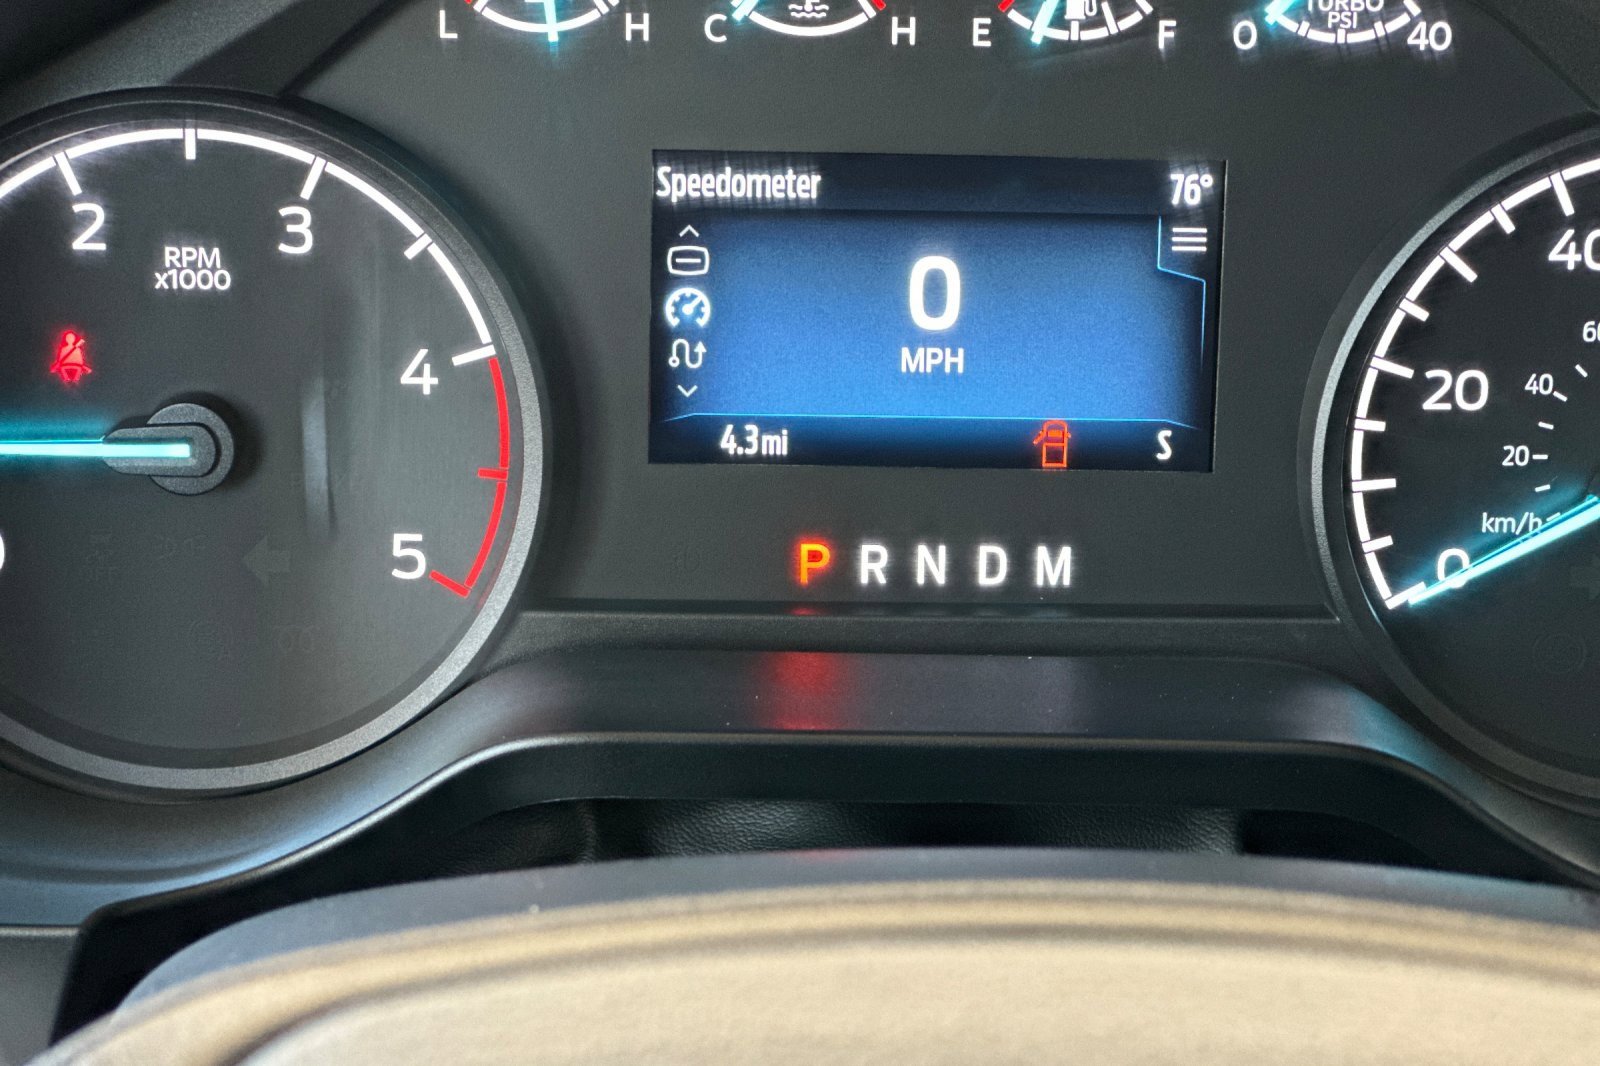 L H C H E F 0 TURBO PSI 40
Speedometer 76°
2 3
RPM
x1000
4
5
0
MPH
4.3mi S
P R N D M
40
20
0
60
40
20
km/h